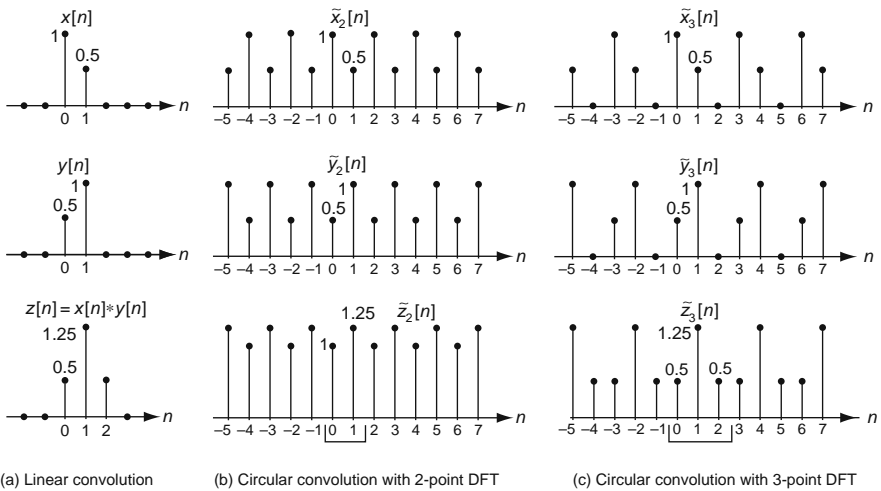 x[n]
1
0.5
n
0 1
x̃₂[n]
1
0.5
n
–5 –4 –3 –2 –1 0 1 2 3 4 5 6 7
x̃₃[n]
1
0.5
n
–5 –4 –3 –2 –1 0 1 2 3 4 5 6 7
y[n]
1
0.5
n
0 1
ỹ₂[n]
1
0.5
n
–5 –4 –3 –2 –1 0 1 2 3 4 5 6 7
ỹ₃[n]
1
0.5
n
–5 –4 –3 –2 –1 0 1 2 3 4 5 6 7
z[n] = x[n]*y[n]
1.25
0.5
n
0 1 2
1.25 z̃₂[n]
1
n
–5 –4 –3 –2 –1 0 1 2 3 4 5 6 7
z̃₃[n]
1.25
0.5 0.5
n
–5 –4 –3 –2 –1 0 1 2 3 4 5 6 7
(a) Linear convolution
(b) Circular convolution with 2-point DFT
(c) Circular convolution with 3-point DFT